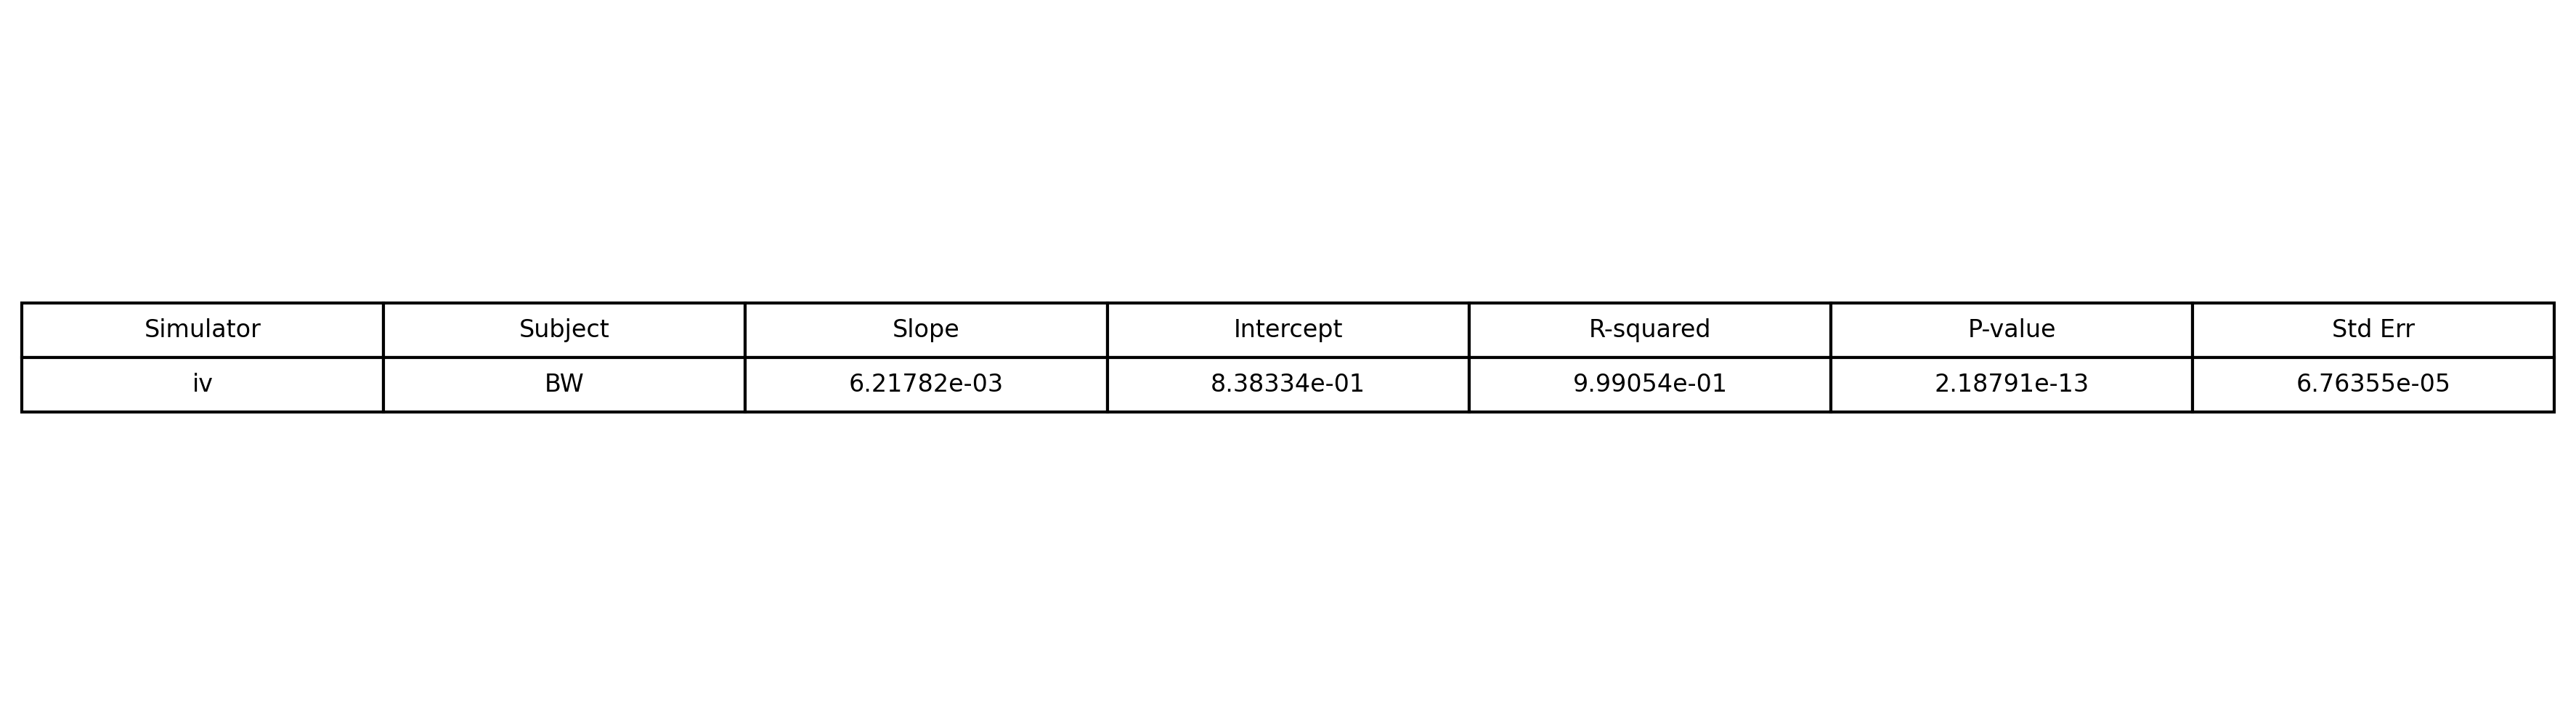 Simulator Subject Slope Intercept R-squared P-value Std Err
iv BW 6.21782e-03 8.38334e-01 9.99054e-01 2.18791e-13 6.76355e-05